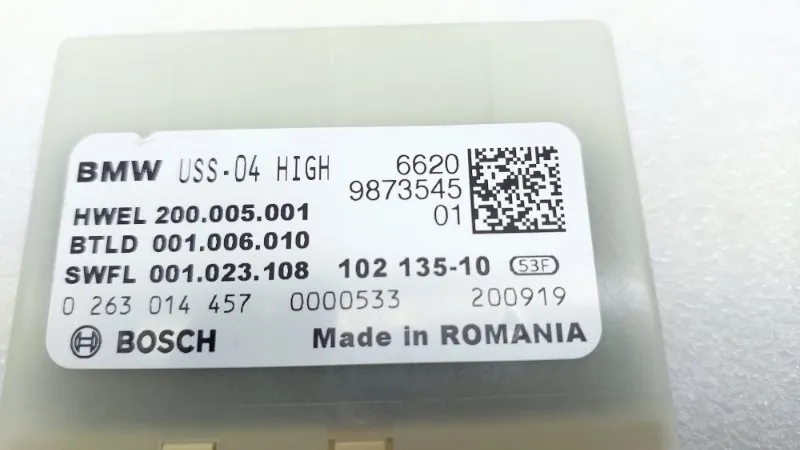 BMW USS-04 HIGH 6620
9873545
HWEL 200.005.001 01
BTLD 001.006.010
SWFL 001.023.108 102 135-10 53F
0 263 014 457 0000533 200919
BOSCH Made in ROMANIA